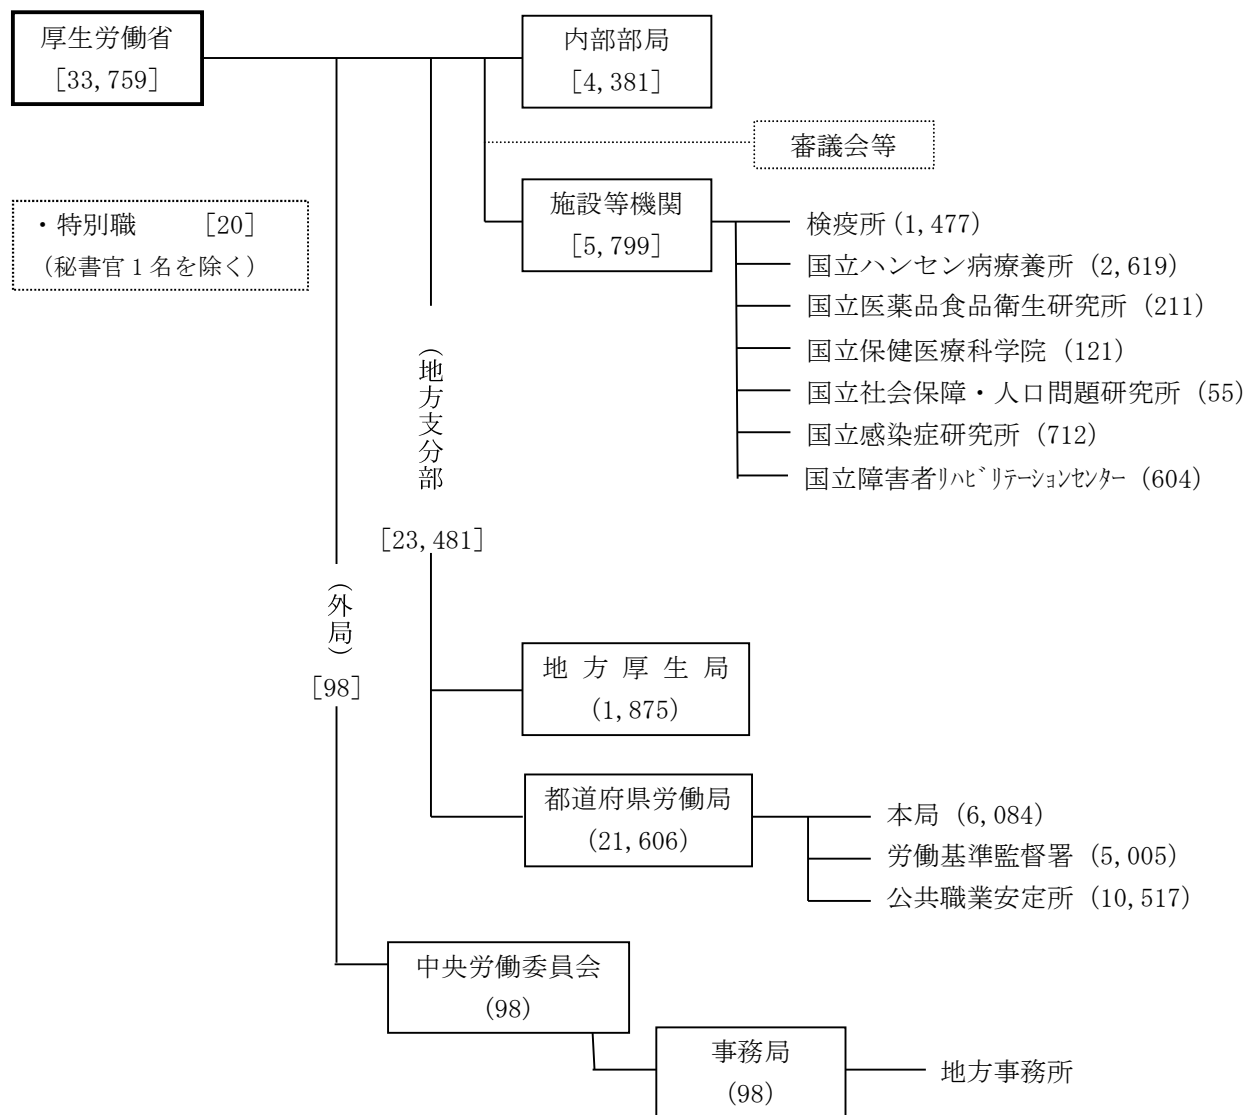 厚生労働省
[33,759]
内部部局
[4,381]
審議会等
・特別職 [20]
(秘書官1名を除く)
施設等機関
[5,799]
検疫所(1,477)
国立ハンセン病療養所 (2,619)
国立医薬品食品衛生研究所 (211)
国立保健医療科学院 (121)
国立社会保障・人口問題研究所 (55)
国立感染症研究所 (712)
国立障害者ﾘﾊﾋﾞﾘﾃｰｼｮﾝｾﾝﾀｰ (604)
(地方支分部)
[23,481]
(外局)
[98]
地方厚生局
(1,875)
都道府県労働局
(21,606)
本局 (6,084)
労働基準監督署 (5,005)
公共職業安定所 (10,517)
中央労働委員会
(98)
事務局
(98)
地方事務所